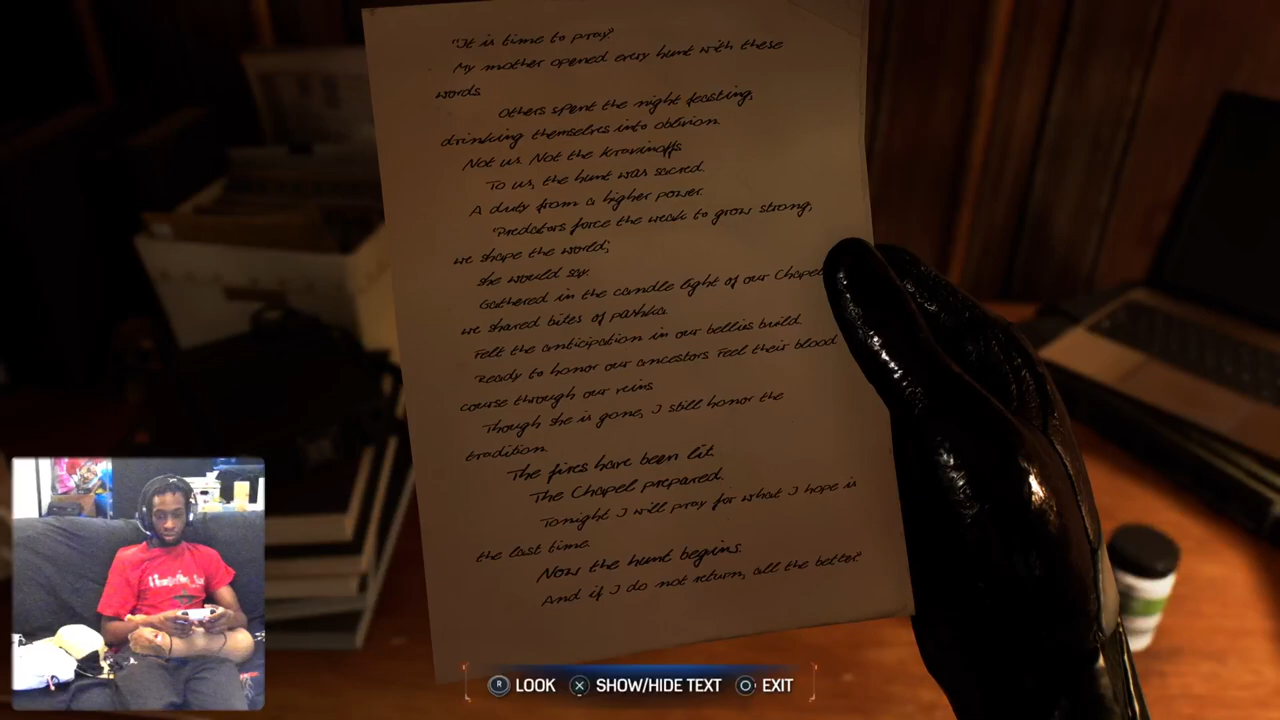 "It is time to pray"
My mother opened every hunt with these
words.
Others spent the night feasting,
drinking themselves into oblivion.
Not us. Not the Kravinoffs
To us, the hunt was sacred.
A duty from a higher power.
"Predators force the weak to grow strong,
we shape the world,"
she would say.
Gathered in the candle light of our Chapel
we shared bites of pashka.
Felt the anticipation in our bellies build.
Ready to honor our ancestors. Feel their blood
course through our veins
Though she is gone, I still honor the
tradition.
The fires have been lit.
The Chapel prepared.
Tonight I will pray for what I hope is
the last time.
Now the hunt begins.
And if I do not return, all the better."
R LOOK SHOW/HIDE TEXT EXIT